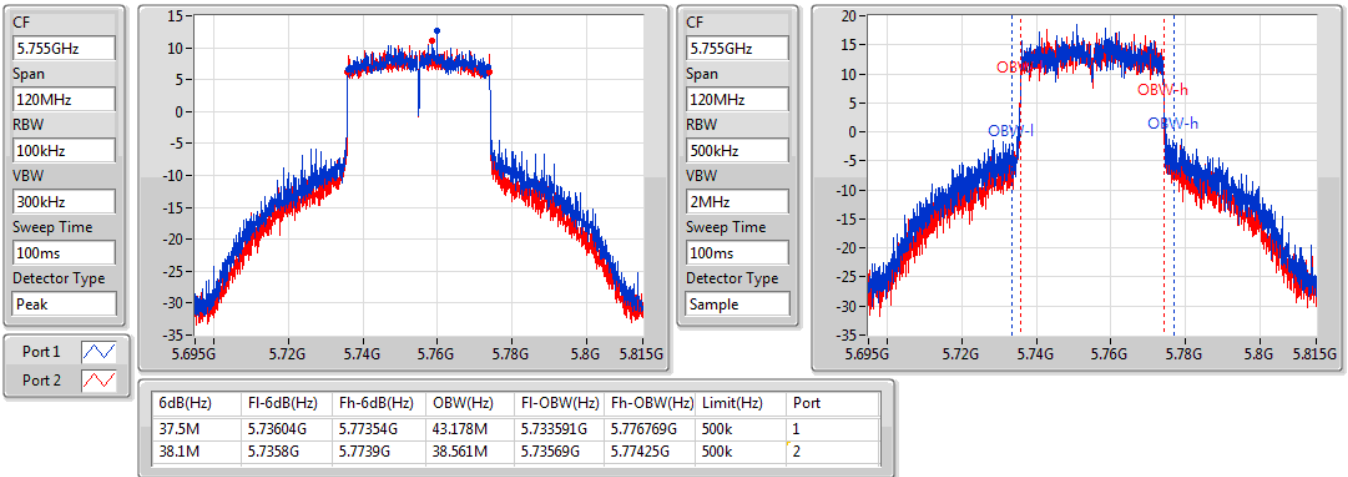 CF
5.755GHz
Span
120MHz
RBW
100kHz
VBW
300kHz
Sweep Time
100ms
Detector Type
Peak
Port 1
Port 2
15
10
5
0
-5
-10
-15
-20
-25
-30
-35
5.695G 5.72G 5.74G 5.76G 5.78G 5.8G 5.815G
CF
5.755GHz
Span
120MHz
RBW
500kHz
VBW
2MHz
Sweep Time
100ms
Detector Type
Sample
20
15
10
5
0
-5
-10
-15
-20
-25
-30
-35
OBW-h
OBW-l
OBW-h
5.695G 5.72G 5.74G 5.76G 5.78G 5.8G 5.815G
6dB(Hz) Fl-6dB(Hz) Fh-6dB(Hz) OBW(Hz) Fl-OBW(Hz) Fh-OBW(Hz) Limit(Hz) Port
37.5M 5.73604G 5.77354G 43.178M 5.733591G 5.776769G 500k 1
38.1M 5.7358G 5.7739G 38.561M 5.73569G 5.77425G 500k 2